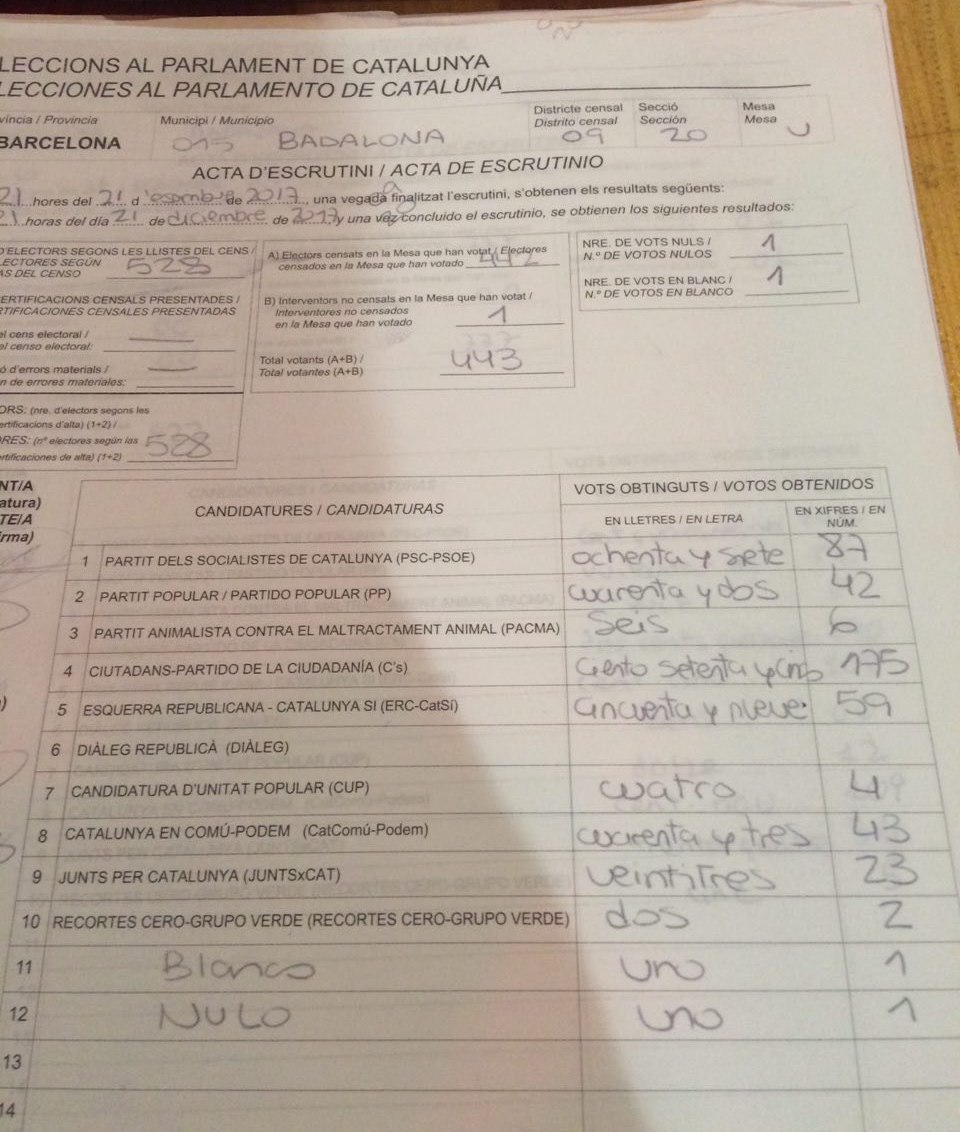 LECCIONS AL PARLAMENT DE CATALUNYA
LECCIONES AL PARLAMENTO DE CATALUÑA
víncia / Provincia
BARCELONA
Municipi / Municipio
015 BADALONA
Districte censal
Distrito censal
09
Secció
Sección
20
Mesa
Mesa
U
ACTA D'ESCRUTINI / ACTA DE ESCRUTINIO
21 hores del 21 d de 2017, una vegada finalitzat l'escrutini, s'obtenen els resultats següents:
21 horas del día 21 de diciembre de 2017 y una vez concluido el escrutinio, se obtienen los siguientes resultados:
D'ELECTORS SEGONS LES LLISTES DEL CENS /
LECTORES SEGÚN
AS DEL CENSO
528
ERTIFICACIONS CENSALS PRESENTADES /
RTIFICACIONES CENSALES PRESENTADAS
el cens electoral /
el censo electoral:
ó d'errors materials /
n de errores materiales:
ORS: (nre. d'electors segons les
ertificacions d'alta) (1+2) /
RES: (nº electores según las
ertificaciones de alta) (1+2)
528
A) Electors censats en la Mesa que han votat / Electores
censados en la Mesa que han votado 442
B) Interventors no censats en la Mesa que han votat /
Interventores no censados
en la Mesa que han votado 1
Total votants (A+B) /
Total votantes (A+B) 443
NRE. DE VOTS NULS /
N.º DE VOTOS NULOS 1
NRE. DE VOTS EN BLANC /
N.º DE VOTOS EN BLANCO 1
NT/A
atura)
TE/A
irma)
CANDIDATURES / CANDIDATURAS
VOTS OBTINGUTS / VOTOS OBTENIDOS
EN LLETRES / EN LETRA
EN XIFRES / EN
NÚM.
1 PARTIT DELS SOCIALISTES DE CATALUNYA (PSC-PSOE) ochenta y siete 87
2 PARTIT POPULAR / PARTIDO POPULAR (PP) cuarenta y dos 42
3 PARTIT ANIMALISTA CONTRA EL MALTRACTAMENT ANIMAL (PACMA) seis 6
4 CIUTADANS-PARTIDO DE LA CIUDADANÍA (C's) ciento setenta y 175
5 ESQUERRA REPUBLICANA - CATALUNYA SI (ERC-CatSí) cincuenta y nueve 59
6 DIÀLEG REPUBLICÀ (DIÀLEG)
7 CANDIDATURA D'UNITAT POPULAR (CUP) cuatro 4
8 CATALUNYA EN COMÚ-PODEM (CatComú-Podem) cuarenta y tres 43
9 JUNTS PER CATALUNYA (JUNTSxCAT) veintitres 23
10 RECORTES CERO-GRUPO VERDE (RECORTES CERO-GRUPO VERDE) dos 2
11 Blanco uno 1
12 NULO uno 1
13
14